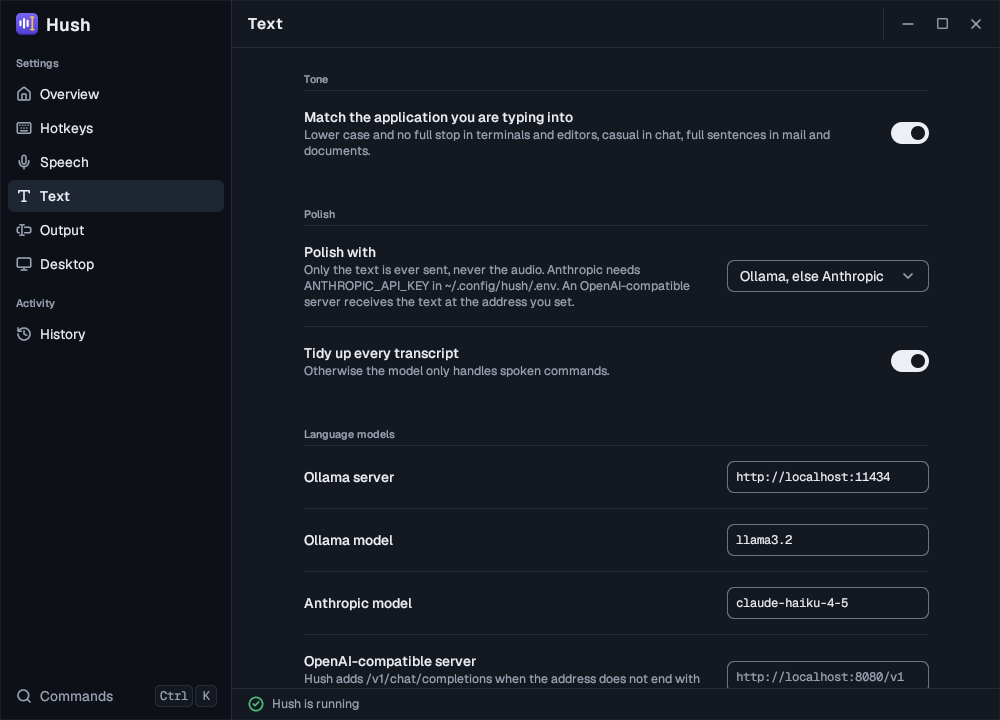 Hush
Settings
Overview
Hotkeys
Speech
Text
Output
Desktop
Activity
History
Commands
Ctrl K
Text
Tone
Match the application you are typing into
Lower case and no full stop in terminals and editors, casual in chat, full sentences in mail and
documents.
Polish
Polish with
Only the text is ever sent, never the audio. Anthropic needs
ANTHROPIC_API_KEY in ~/.config/hush/.env. An OpenAI-compatible
server receives the text at the address you set.
Ollama, else Anthropic
Tidy up every transcript
Otherwise the model only handles spoken commands.
Language models
Ollama server
http://localhost:11434
Ollama model
llama3.2
Anthropic model
claude-haiku-4-5
OpenAI-compatible server
Hush adds /v1/chat/completions when the address does not end with
http://localhost:8080/v1
Hush is running